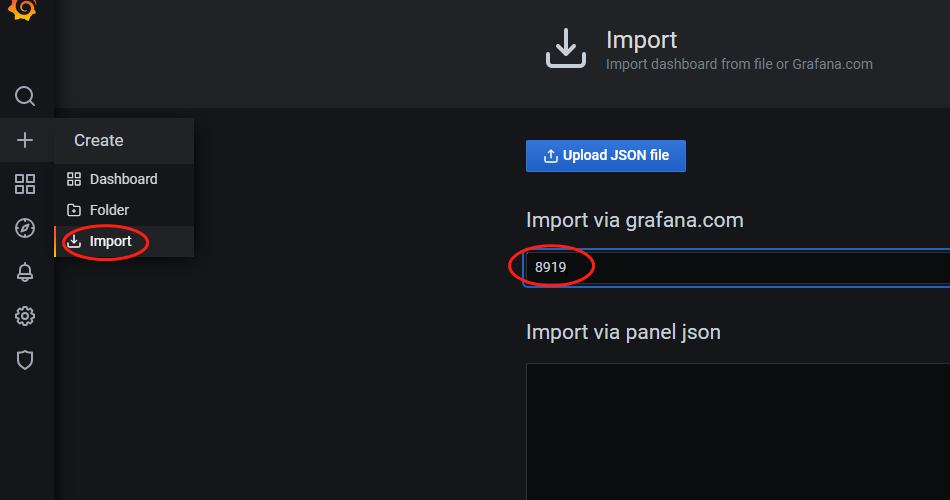 Import
Import dashboard from file or Grafana.com
Create
Dashboard
Folder
Import
Upload JSON file
Import via grafana.com
8919
Import via panel json